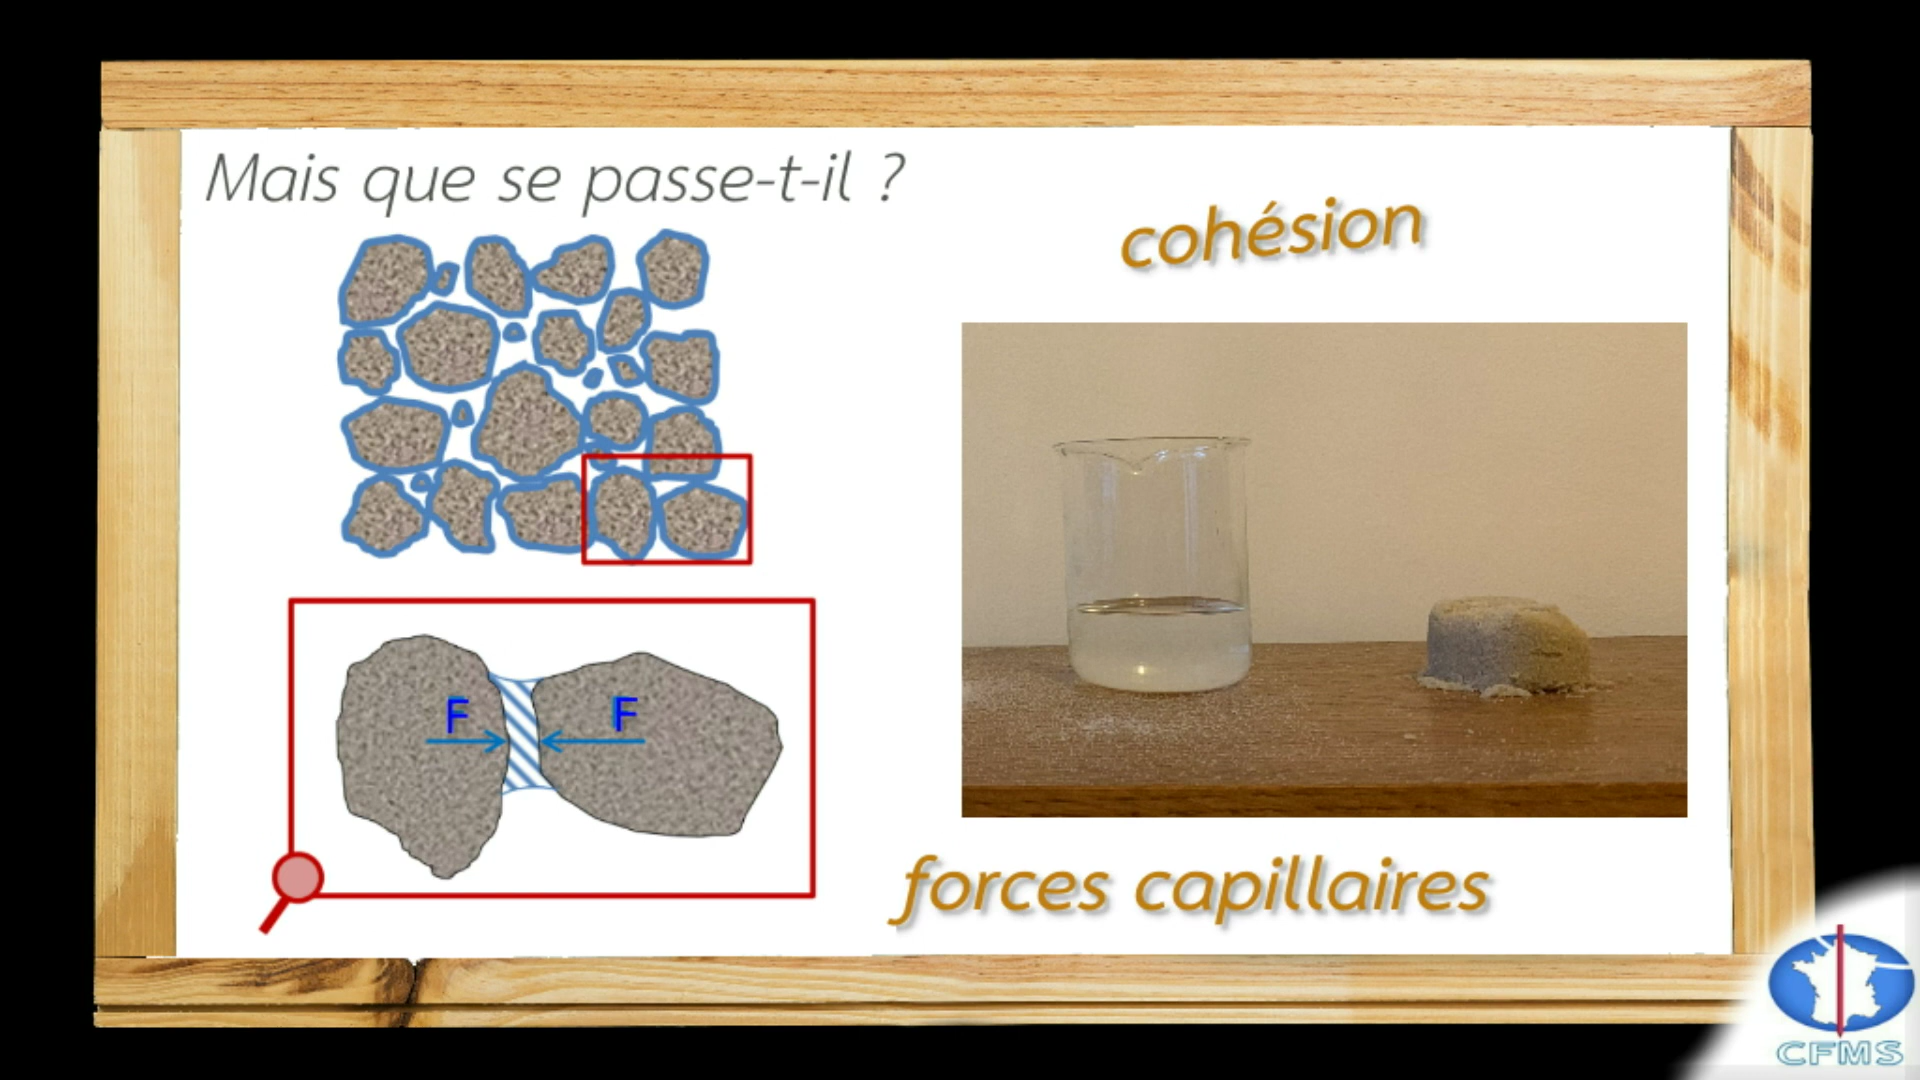 Mais que se passe-t-il ?
cohésion
F
F
forces capillaires
CFMS